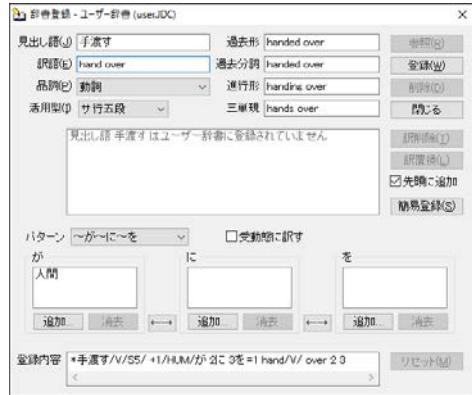 辞書登録 - ユーザー辞書 (user.JDC)
見出し語(J) 手渡す 過去形 handed over 参照(R)
訳語(E) hand over 過去分詞 handed over 登録(W)
品詞(P) 動詞 進行形 handing over 削除(D)
活用型(I) サ行五段 三単現 hands over 閉じる
見出し語 手渡す はユーザー辞書に登録されていません
訳削除(T)
訳置換(L)
先頭に追加
簡易登録(S)
パターン ～が～に～を 受動態に訳す
が に を
人間
追加... 消去 ←→ 追加... 消去 ←→ 追加... 消去
登録内容 *手渡す/V/S5/ +1/HUM/が 2に 3を =1 hand/V/ over 2 3 リセット(M)